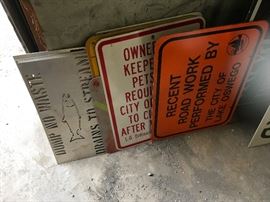 DUMP NO WASTE
DRAINS TO STREAM
OWNE
KEEPE
PETS
REQU
CITY O
TO C
AFTER
RECENT
ROAD WORK
PERFORMED BY
THE CITY OF
LAKE OSWEGO